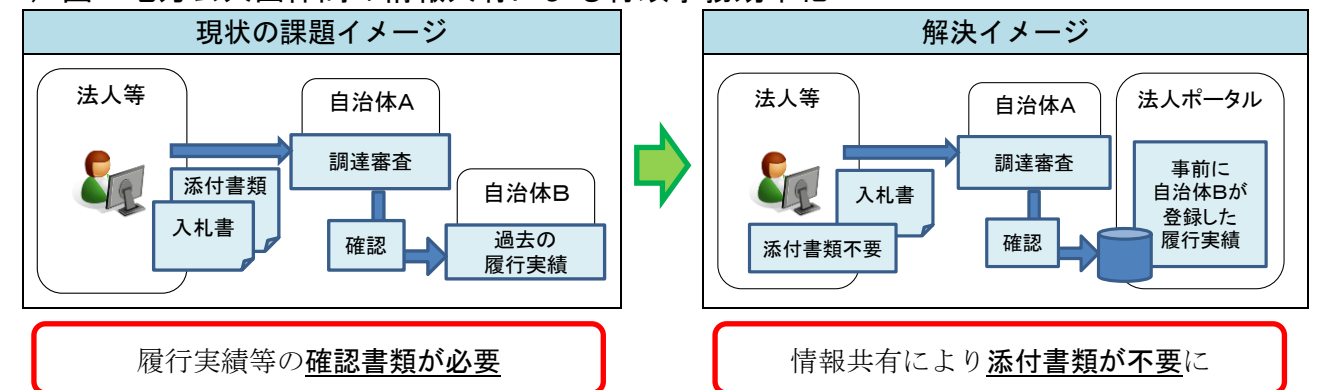 現状の課題イメージ
法人等
自治体A
調達審査
添付書類
入札書
確認
自治体B
過去の
履行実績
履行実績等の確認書類が必要
解決イメージ
法人等
自治体A
調達審査
入札書
添付書類不要
確認
法人ポータル
事前に
自治体Bが
登録した
履行実績
情報共有により添付書類が不要に